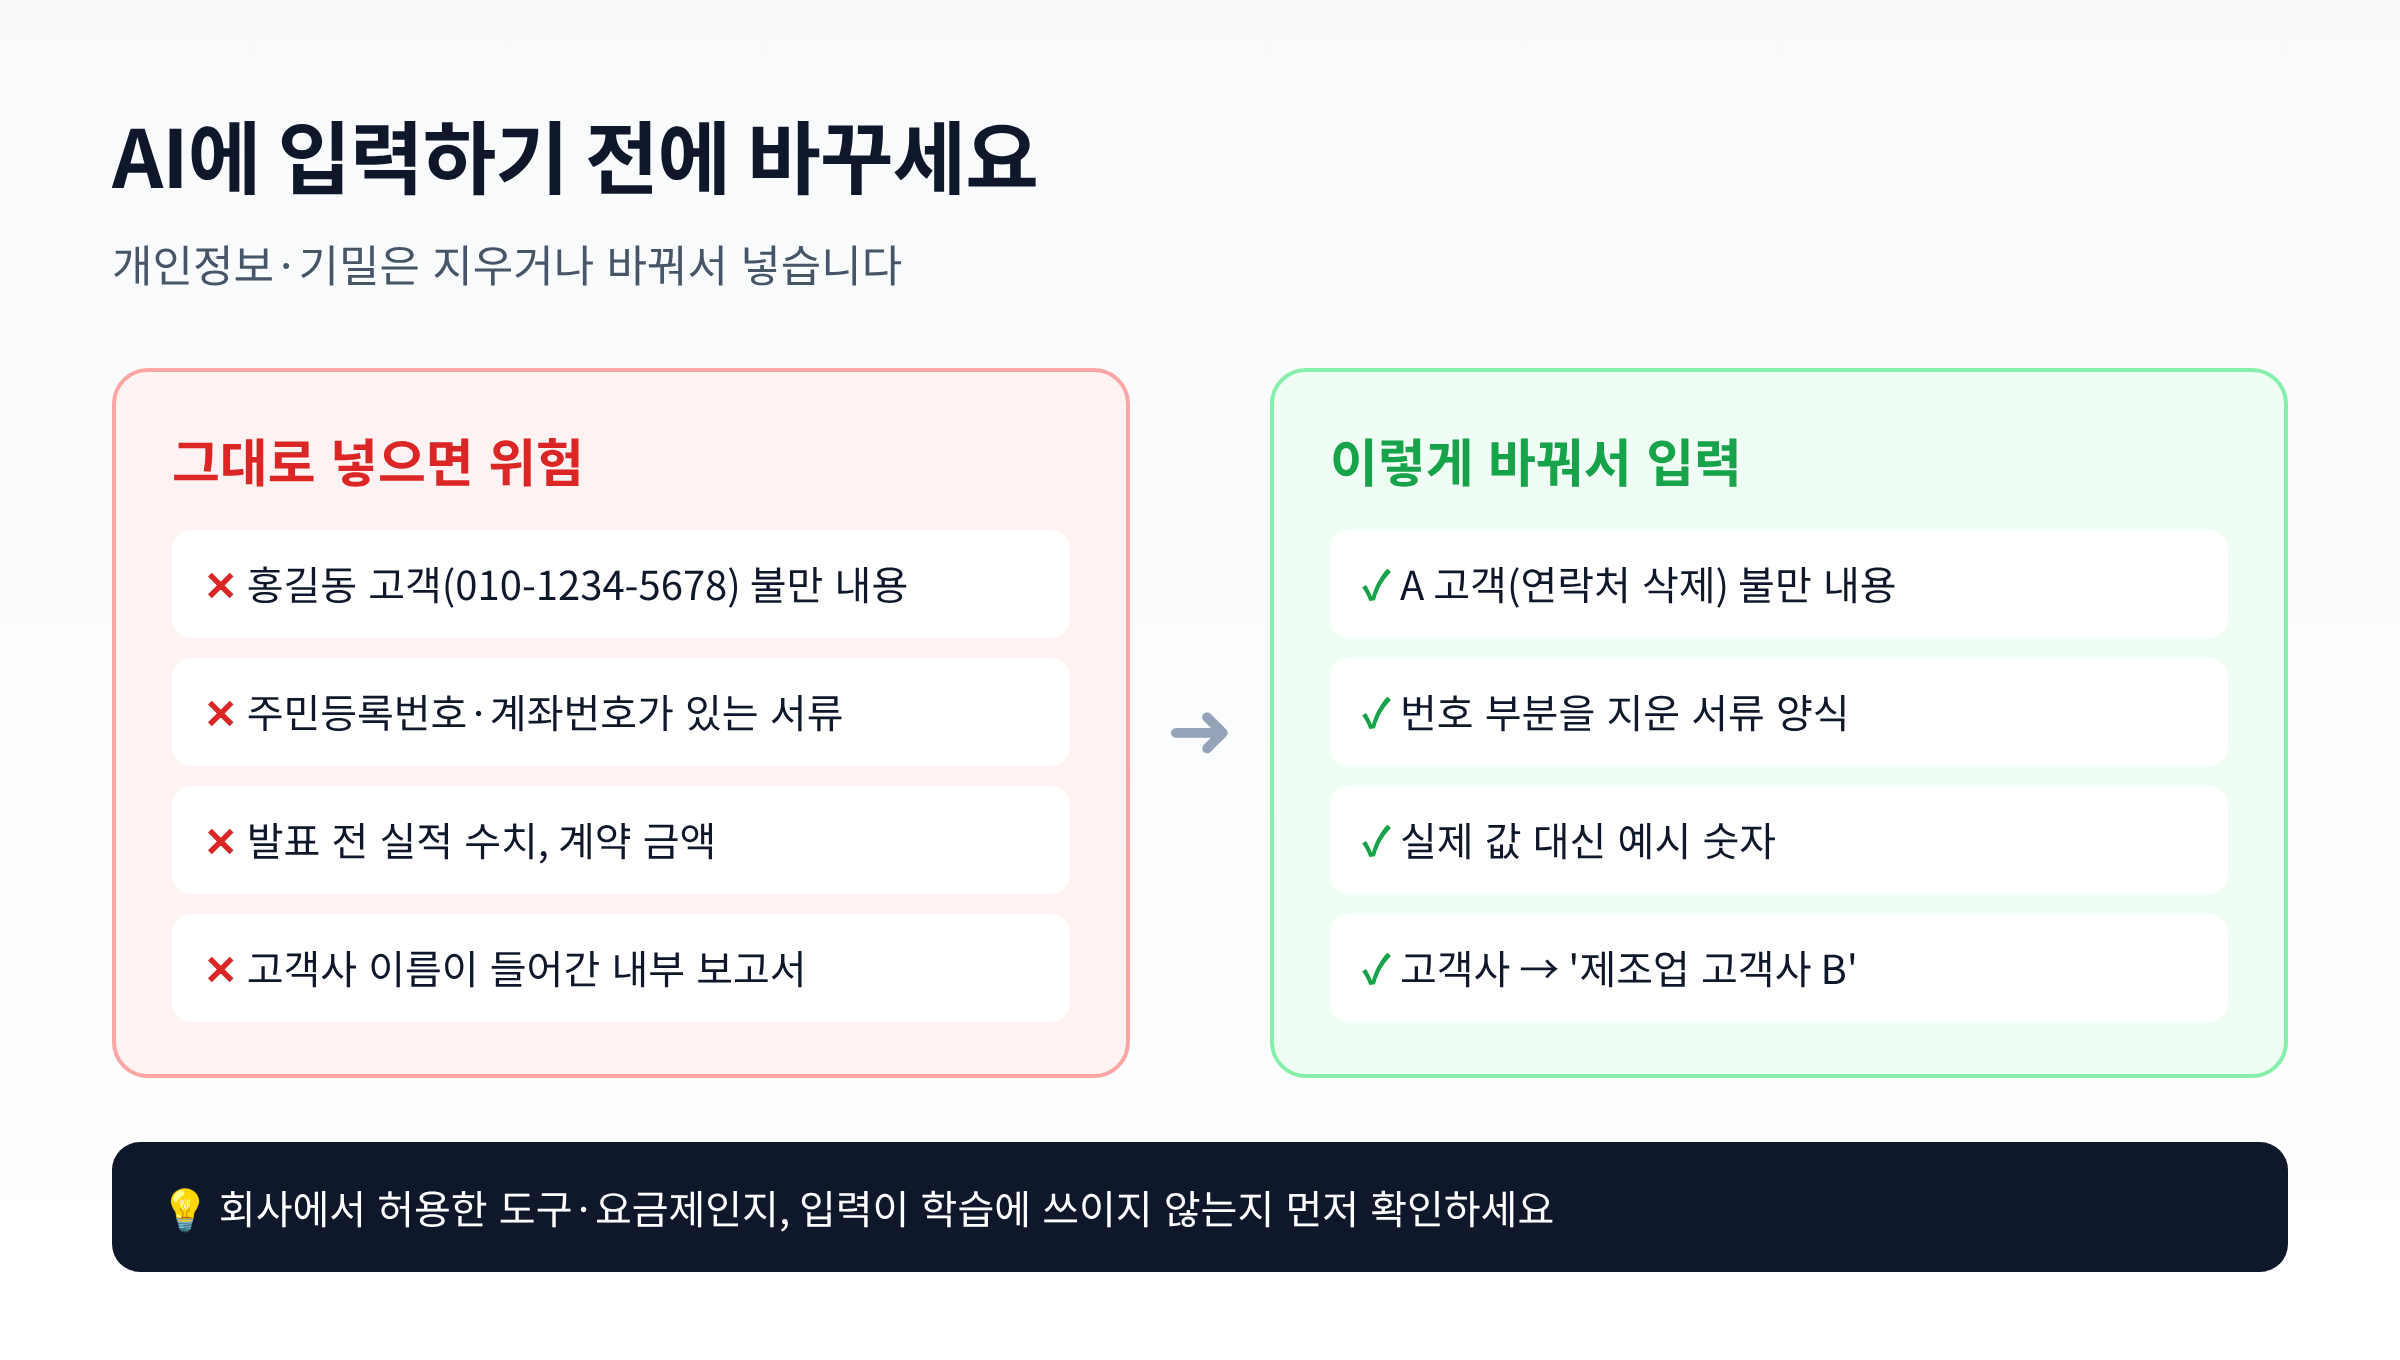 AI에 입력하기 전에 바꾸세요
개인정보·기밀은 지우거나 바꿔서 넣습니다
그대로 넣으면 위험
✕ 홍길동 고객(010-1234-5678) 불만 내용
✕ 주민등록번호·계좌번호가 있는 서류
✕ 발표 전 실적 수치, 계약 금액
✕ 고객사 이름이 들어간 내부 보고서
→
이렇게 바꿔서 입력
✓ A 고객(연락처 삭제) 불만 내용
✓ 번호 부분을 지운 서류 양식
✓ 실제 값 대신 예시 숫자
✓ 고객사 → '제조업 고객사 B'
💡 회사에서 허용한 도구·요금제인지, 입력이 학습에 쓰이지 않는지 먼저 확인하세요